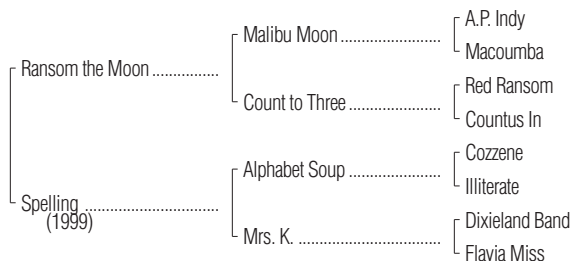 A.P. Indy
Malibu Moon ......................
Macoumba
Ransom the Moon ...............
Red Ransom
Count to Three ....................
Countus In
Cozzene
Alphabet Soup ....................
Illiterate
Spelling ..............................
(1999)
Dixieland Band
Mrs. K. ...............................
Flavia Miss